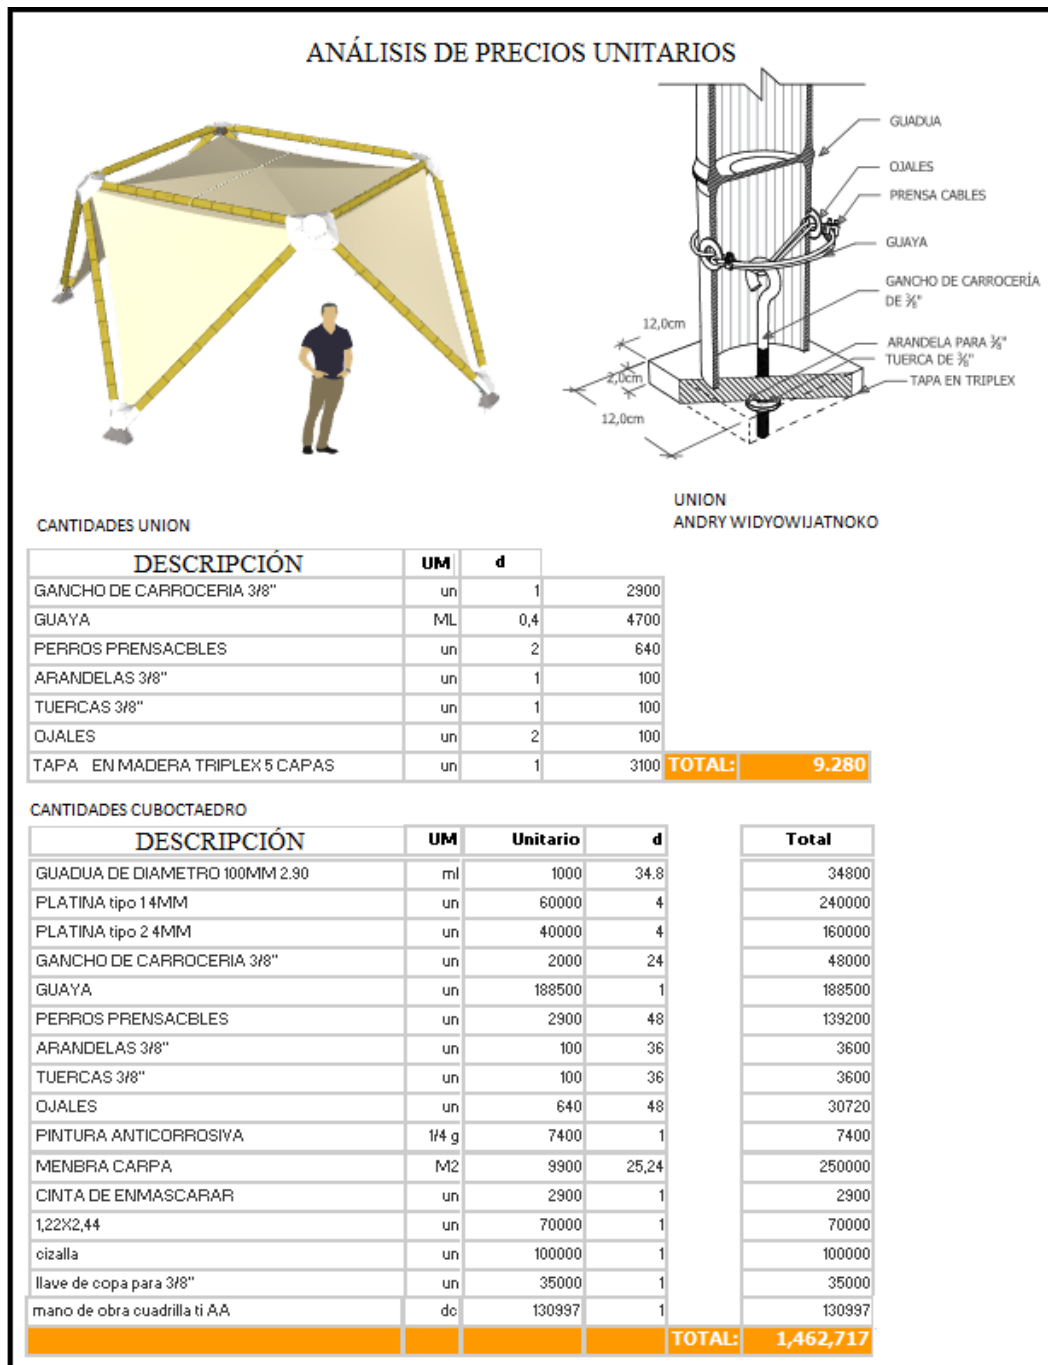 ANÁLISIS DE PRECIOS UNITARIOS
GUADUA
OJALES
PRENSA CABLES
GUAYA
GANCHO DE CARROCERÍA
DE ⅜"
12,0cm
ARANDELA PARA ⅜"
TUERCA DE ⅜"
2,0cm
TAPA EN TRIPLEX
12,0cm
UNION
ANDRY WIDYOWIJATNOKO
CANTIDADES UNION
DESCRIPCIÓN UM d
GANCHO DE CARROCERIA 3/8" un 1 2900
GUAYA ML 0,4 4700
PERROS PRENSACBLES un 2 640
ARANDELAS 3/8" un 1 100
TUERCAS 3/8" un 1 100
OJALES un 2 100
TAPA EN MADERA TRIPLEX 5 CAPAS un 1 3100 TOTAL: 9.280
CANTIDADES CUBOCTAEDRO
DESCRIPCIÓN UM Unitario d Total
GUADUA DE DIAMETRO 100MM 2.90 ml 1000 34.8 34800
PLATINA tipo 1 4MM un 60000 4 240000
PLATINA tipo 2 4MM un 40000 4 160000
GANCHO DE CARROCERIA 3/8" un 2000 24 48000
GUAYA un 188500 1 188500
PERROS PRENSACBLES un 2900 48 139200
ARANDELAS 3/8" un 100 36 3600
TUERCAS 3/8" un 100 36 3600
OJALES un 640 48 30720
PINTURA ANTICORROSIVA 1/4 g 7400 1 7400
MENBRA CARPA M2 9900 25,24 250000
CINTA DE ENMASCARAR un 2900 1 2900
1,22X2,44 un 70000 1 70000
cizalla un 100000 1 100000
llave de copa para 3/8" un 35000 1 35000
mano de obra cuadrilla ti AA dc 130997 1 130997
TOTAL: 1,462,717